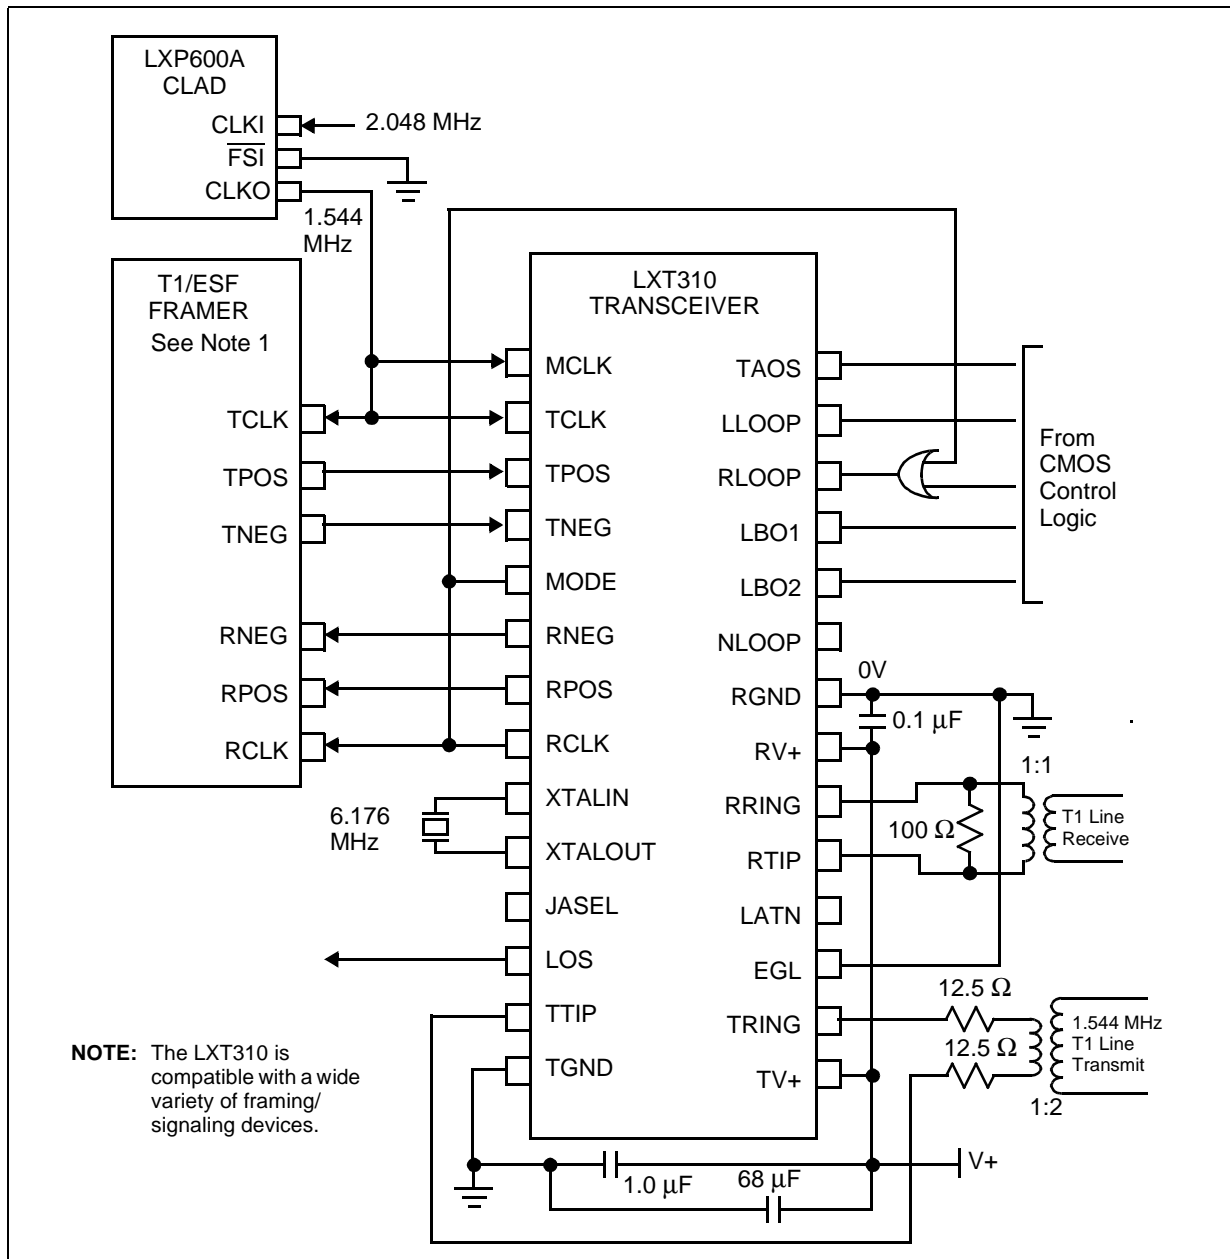 LXP600A
CLAD
CLKI
2.048 MHz
FSI
CLKO
1.544
MHz
T1/ESF
FRAMER
See Note 1
TCLK
TPOS
TNEG
RNEG
RPOS
RCLK
LXT310
TRANSCEIVER
MCLK
TCLK
TPOS
TNEG
MODE
RNEG
RPOS
RCLK
XTALIN
XTALOUT
JASEL
LOS
TTIP
TGND
TAOS
LLOOP
RLOOP
LBO1
LBO2
NLOOP
RGND
RV+
RRING
RTIP
LATN
EGL
TRING
TV+
From
CMOS
Control
Logic
0V
0.1 µF
1:1
100 Ω
T1 Line
Receive
6.176
MHz
12.5 Ω
12.5 Ω
1.544 MHz
T1 Line
Transmit
1:2
NOTE: The LXT310 is
compatible with a wide
variety of framing/
signaling devices.
1.0 µF
68 µF
V+